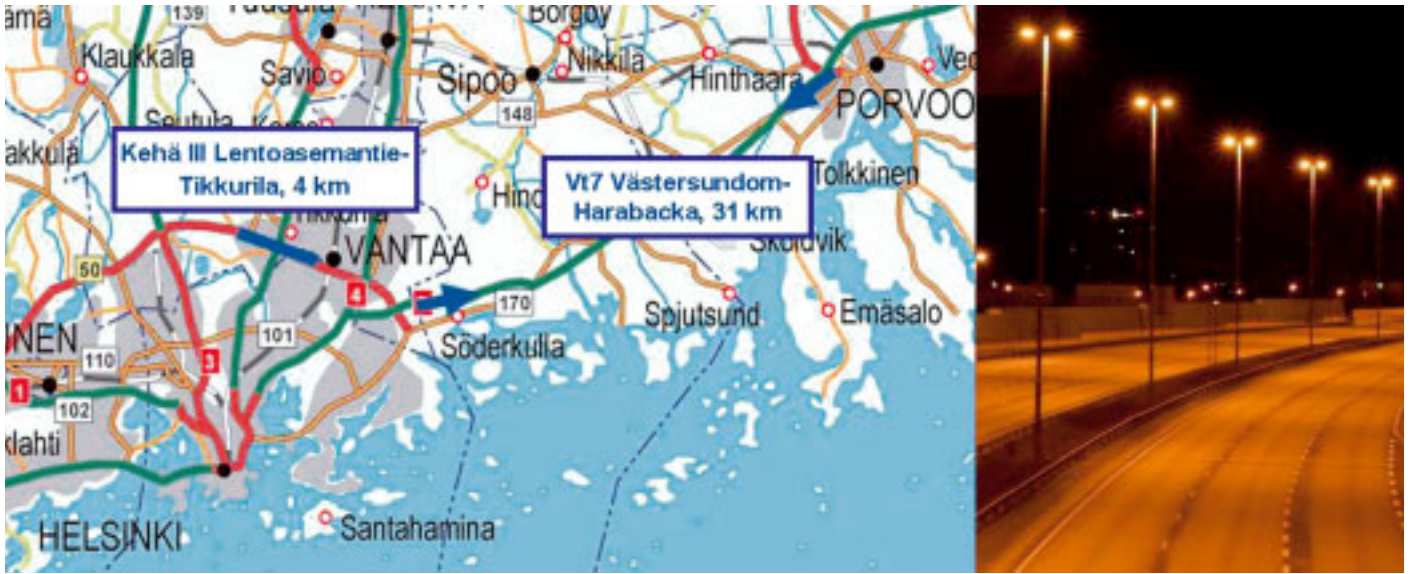 139
Klaukkala
Savio
Sipoo
Nikkilä
Hinthaara
148
PORVOO
Kehä III Lentoasemantie-
Tikkurila, 4 km
Vt7 Västersundom-
Harabacka, 31 km
Tolkkinen
VANTAA
50
4
170
Spjutsund
Emäsalo
101
Söderkulla
110
3
1
102
HELSINKI
Santahamina